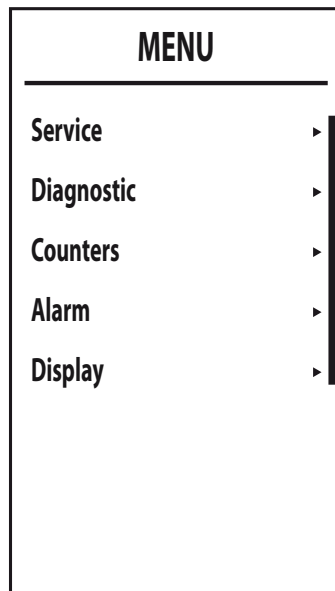 MENU
Service
Diagnostic
Counters
Alarm
Display